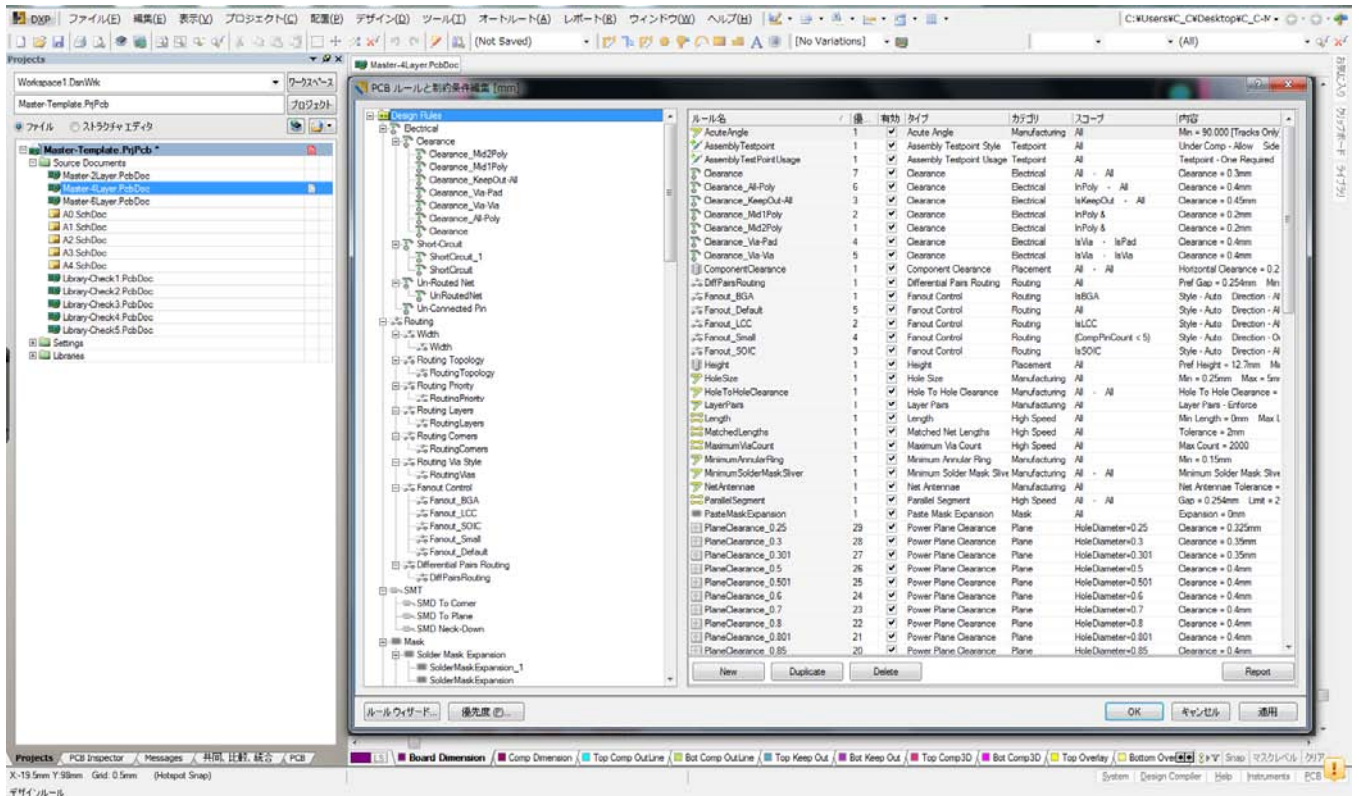 DXP ファイル(F) 編集(E) 表示(V) プロジェクト(C) 配置(P) デザイン(D) ツール(T) オートルート(A) レポート(R) ウィンドウ(W) ヘルプ(H)
(Not Saved) [No Variations] (All)
Projects
Master-4Layer.PcbDoc
Workspace1.DsnWrk ワークスペース
Master-Template.PrjPcb プロジェクト
ファイル ストラクチャ エディタ
Master-Template.PrjPcb *
Source Documents
Master-2Layer.PcbDoc
Master-4Layer.PcbDoc
Master-6Layer.PcbDoc
A0.SchDoc
A1.SchDoc
A2.SchDoc
A3.SchDoc
A4.SchDoc
Library-Check1.PcbDoc
Library-Check2.PcbDoc
Library-Check3.PcbDoc
Library-Check4.PcbDoc
Library-Check5.PcbDoc
Settings
Libraries
PCB ルールと制約条件編集 [mm]
Design Rules
Electrical
Clearance
Clearance_Mid2Poly
Clearance_Mid1Poly
Clearance_KeepOut-All
Clearance_Via-Pad
Clearance_Via-Via
Clearance_All-Poly
Clearance
Short-Circuit
ShortCircuit_1
ShortCircuit
Un-Routed Net
UnRoutedNet
Un-Connected Pin
Routing
Width
Width
Routing Topology
RoutingTopology
Routing Priority
RoutingPriority
Routing Layers
RoutingLayers
Routing Corners
RoutingCorners
Routing Via Style
RoutingVias
Fanout Control
Fanout_BGA
Fanout_LCC
Fanout_SOIC
Fanout_Small
Fanout_Default
Differential Pairs Routing
DiffPairsRouting
SMT
SMD To Corner
SMD To Plane
SMD Neck-Down
Mask
Solder Mask Expansion
SolderMaskExpansion_1
SolderMaskExpansion
ルール名 優... 有効 タイプ カテゴリ スコープ 内容
AcuteAngle 1 Acute Angle Manufacturing All Min = 90.000 [Tracks Only
AssemblyTestpoint 1 Assembly Testpoint Style Testpoint All Under Comp - Allow Side
AssemblyTestPointUsage 1 Assembly Testpoint Usage Testpoint All Testpoint - One Required
Clearance 7 Clearance Electrical All - All Clearance = 0.3mm
Clearance_All-Poly 6 Clearance Electrical InPoly - All Clearance = 0.4mm
Clearance_KeepOut-All 3 Clearance Electrical IsKeepOut - All Clearance = 0.45mm
Clearance_Mid1Poly 2 Clearance Electrical InPoly & Clearance = 0.2mm
Clearance_Mid2Poly 1 Clearance Electrical InPoly & Clearance = 0.2mm
Clearance_Via-Pad 4 Clearance Electrical IsVia - IsPad Clearance = 0.4mm
Clearance_Via-Via 5 Clearance Electrical IsVia - IsVia Clearance = 0.4mm
ComponentClearance 1 Component Clearance Placement All - All Horizontal Clearance = 0.2
DiffPairsRouting 1 Differential Pairs Routing Routing All Pref Gap = 0.254mm Min
Fanout_BGA 1 Fanout Control Routing IsBGA Style - Auto Direction - Al
Fanout_Default 5 Fanout Control Routing All Style - Auto Direction - Al
Fanout_LCC 2 Fanout Control Routing IsLCC Style - Auto Direction - Al
Fanout_Small 4 Fanout Control Routing (CompPinCount < 5) Style - Auto Direction - Ou
Fanout_SOIC 3 Fanout Control Routing IsSOIC Style - Auto Direction - Al
Height 1 Height Placement All Pref Height = 12.7mm
HoleSize 1 Hole Size Manufacturing All Min = 0.25mm Max = 5mm
HoleToHoleClearance 1 Hole To Hole Clearance Manufacturing All - All Hole To Hole Clearance =
LayerPairs 1 Layer Pairs Manufacturing All Layer Pairs - Enforce
Length 1 Length High Speed All Min Length = 0mm Max L
MatchedLengths 1 Matched Net Lengths High Speed All Tolerance = 2mm
MaximumViaCount 1 Maximum Via Count High Speed All Max Count = 2000
MinimumAnnularRing 1 Minimum Annular Ring Manufacturing All Min = 0.15mm
MinimumSolderMaskSliver 1 Minimum Solder Mask Slive Manufacturing All - All Minimum Solder Mask Slive
NetAntennae 1 Net Antennae Manufacturing All Net Antennae Tolerance =
ParallelSegment 1 Parallel Segment High Speed All - All Gap = 0.254mm Limit = 2
PasteMaskExpansion 1 Paste Mask Expansion Mask All Expansion = 0mm
PlaneClearance_0.25 29 Power Plane Clearance Plane HoleDiameter=0.25 Clearance = 0.325mm
PlaneClearance_0.3 28 Power Plane Clearance Plane HoleDiameter=0.3 Clearance = 0.35mm
PlaneClearance_0.301 27 Power Plane Clearance Plane HoleDiameter=0.301 Clearance = 0.35mm
PlaneClearance_0.5 26 Power Plane Clearance Plane HoleDiameter=0.5 Clearance = 0.4mm
PlaneClearance_0.501 25 Power Plane Clearance Plane HoleDiameter=0.501 Clearance = 0.4mm
PlaneClearance_0.6 24 Power Plane Clearance Plane HoleDiameter=0.6 Clearance = 0.4mm
PlaneClearance_0.7 23 Power Plane Clearance Plane HoleDiameter=0.7 Clearance = 0.4mm
PlaneClearance_0.8 22 Power Plane Clearance Plane HoleDiameter=0.8 Clearance = 0.4mm
PlaneClearance_0.801 21 Power Plane Clearance Plane HoleDiameter=0.801 Clearance = 0.4mm
PlaneClearance_0.85 20 Power Plane Clearance Plane HoleDiameter=0.85 Clearance = 0.4mm
New Duplicate Delete Report
ルールウィザード... 優先度 (P)... OK キャンセル 適用
お気に入り クリップボード ライブラリ
Projects PCB Inspector Messages 共同, 比較, 統合 PCB
LS Board Dimension Comp Dimension Top Comp OutLine Bot Comp OutLine Top Keep Out Bot Keep Out Top Comp3D Bot Comp3D Top Overlay Bottom Over Snap マスクレベル クリア
X:-19.5mm Y:98mm Grid: 0.5mm (Hotspot Snap) System Design Compiler Help Instruments PCB
デザインルール